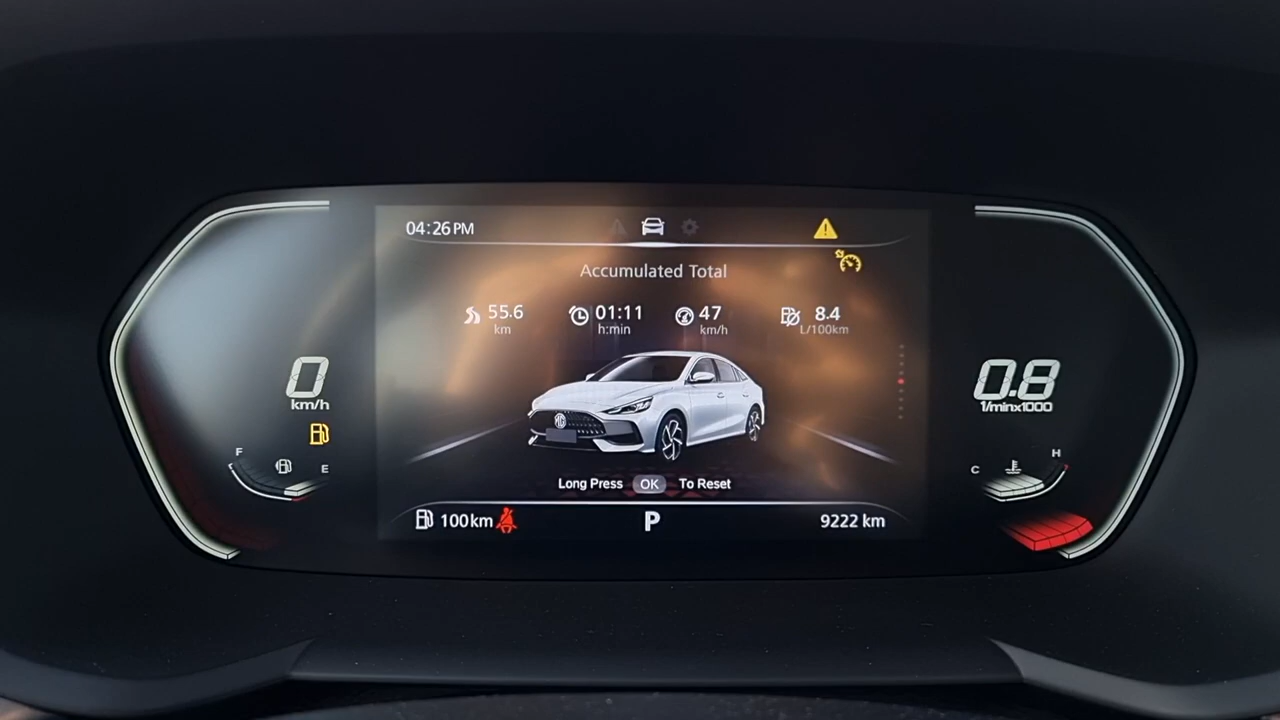 04:26 PM
Accumulated Total
55.6 km
01:11 h:min
47 km/h
8.4 L/100km
0
km/h
0.8
1/minx1000
F
E
C
H
MG
Long Press OK To Reset
100km
P
9222 km